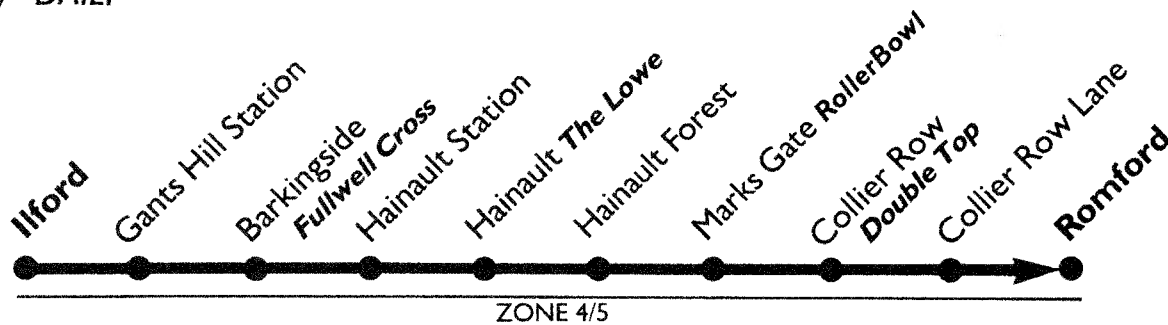 DAILY
Ilford
Gants Hill Station
Barkingside
Fullwell Cross
Hainault Station
Hainault The Lowe
Hainault Forest
Marks Gate RollerBowl
Collier Row
Double Top
Collier Row Lane
Romford
ZONE 4/5